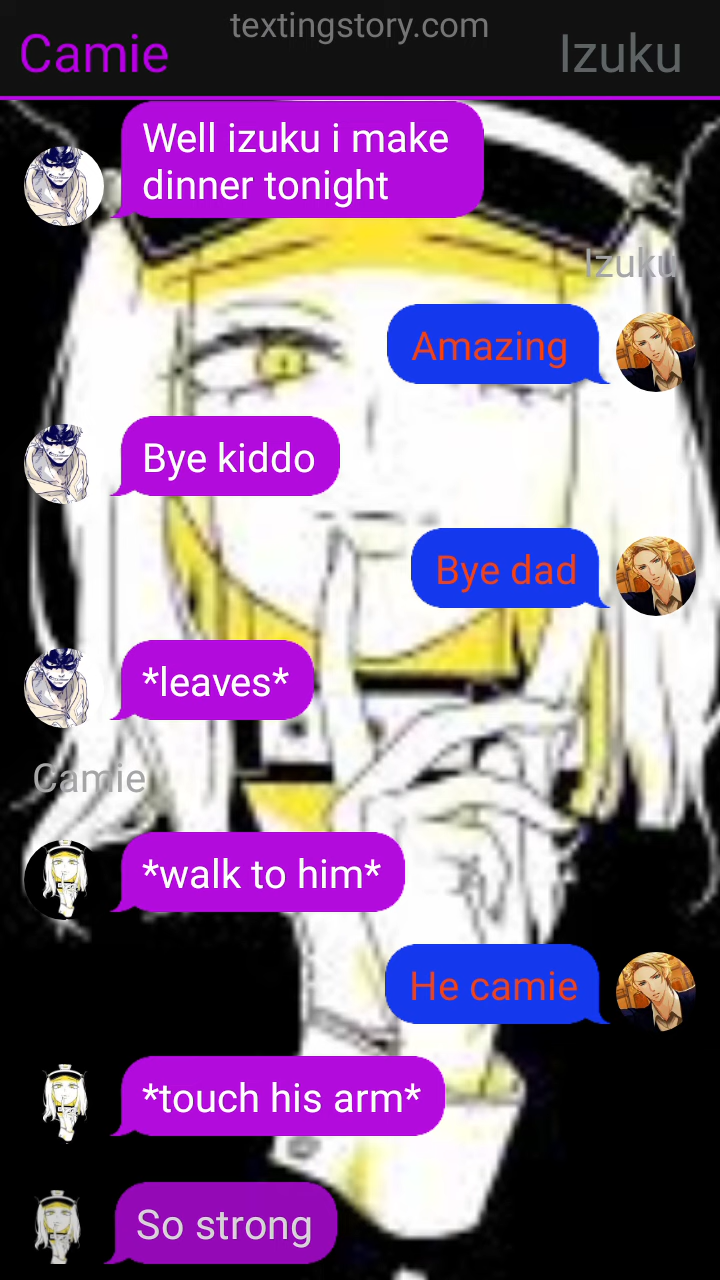 textingstory.com
Camie
Izuku
Well izuku i make
dinner tonight
Izuku
Amazing
Bye kiddo
Bye dad
*leaves*
Camie
*walk to him*
He camie
*touch his arm*
So strong